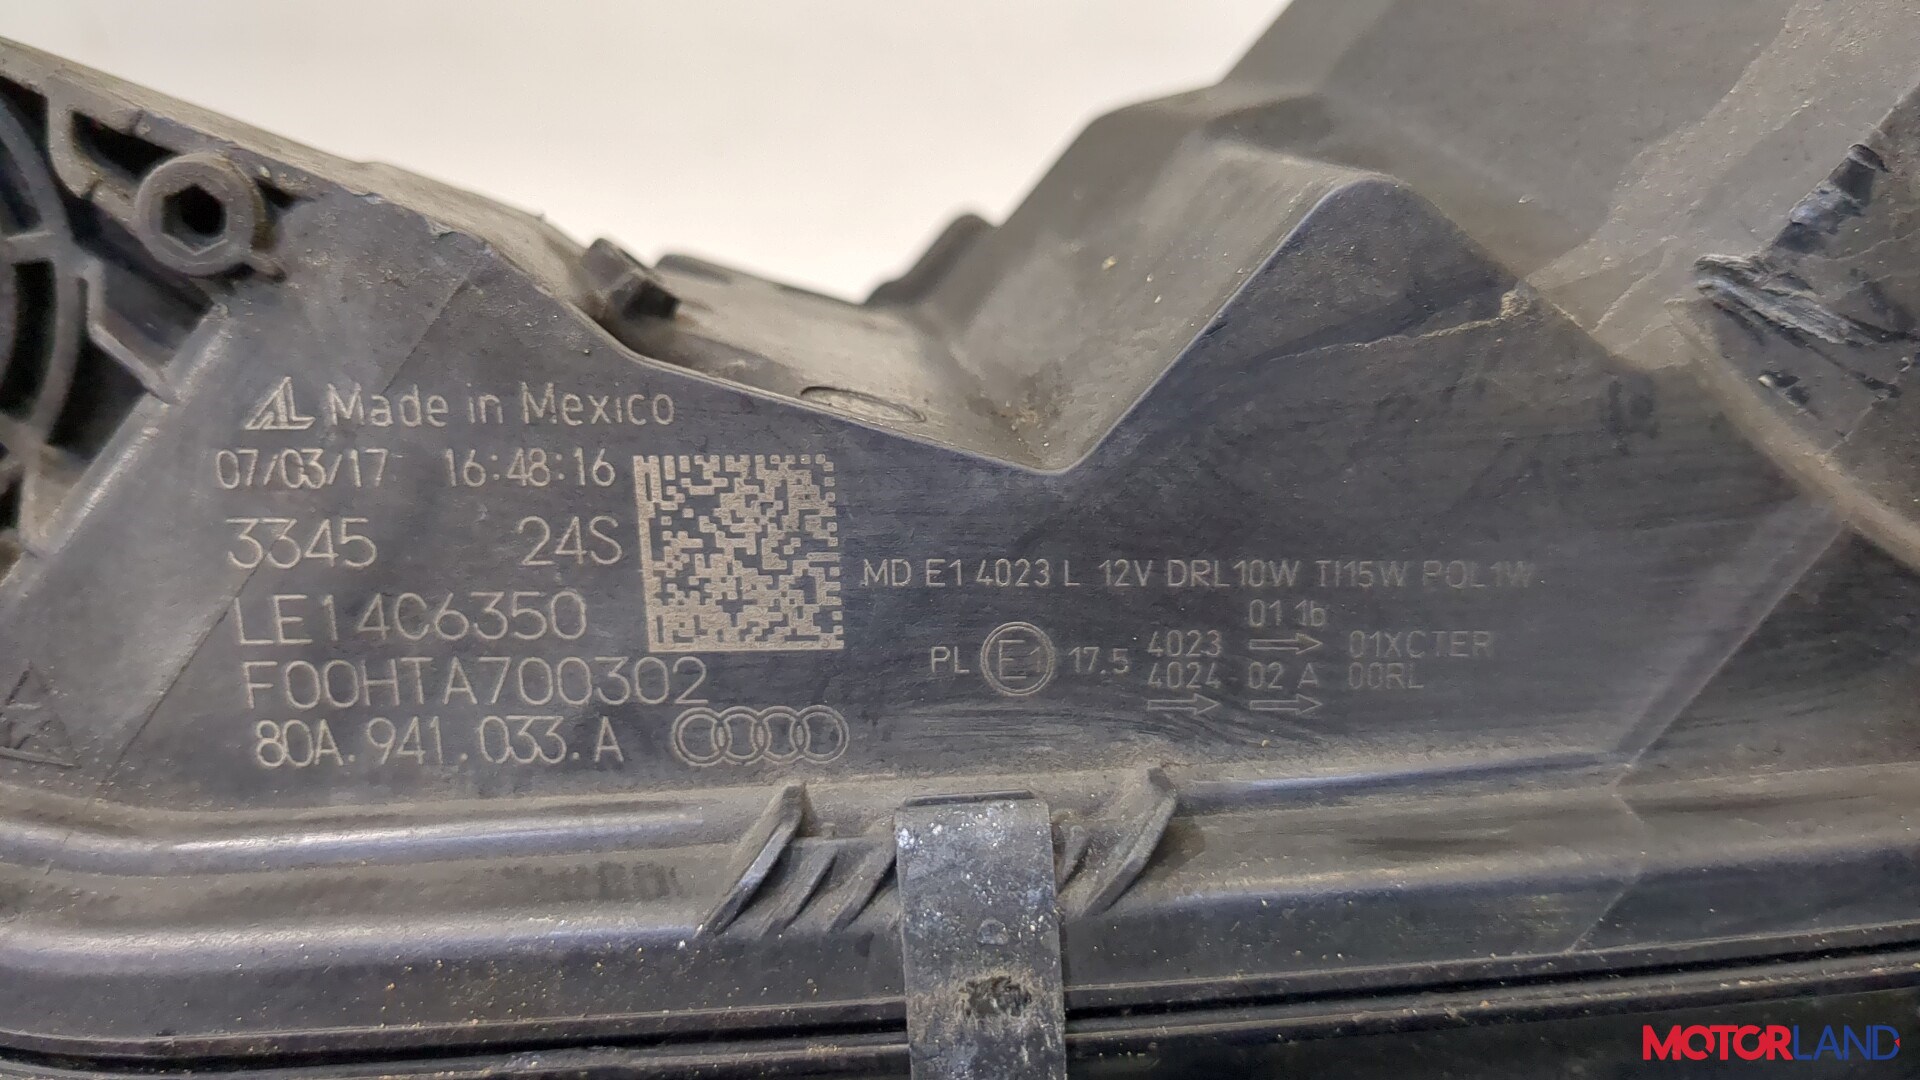 AL Made in Mexico
07/03/17 16:48:16
3345 24S
LE14C6350
F00HTA700302
80A.941.033.A
MD E1 4023 L 12V DRL10W TI15W POL1W
01 1b
PL E1 17.5 4023 01XCTER
4024 02 A 00RL
MOTORLAND